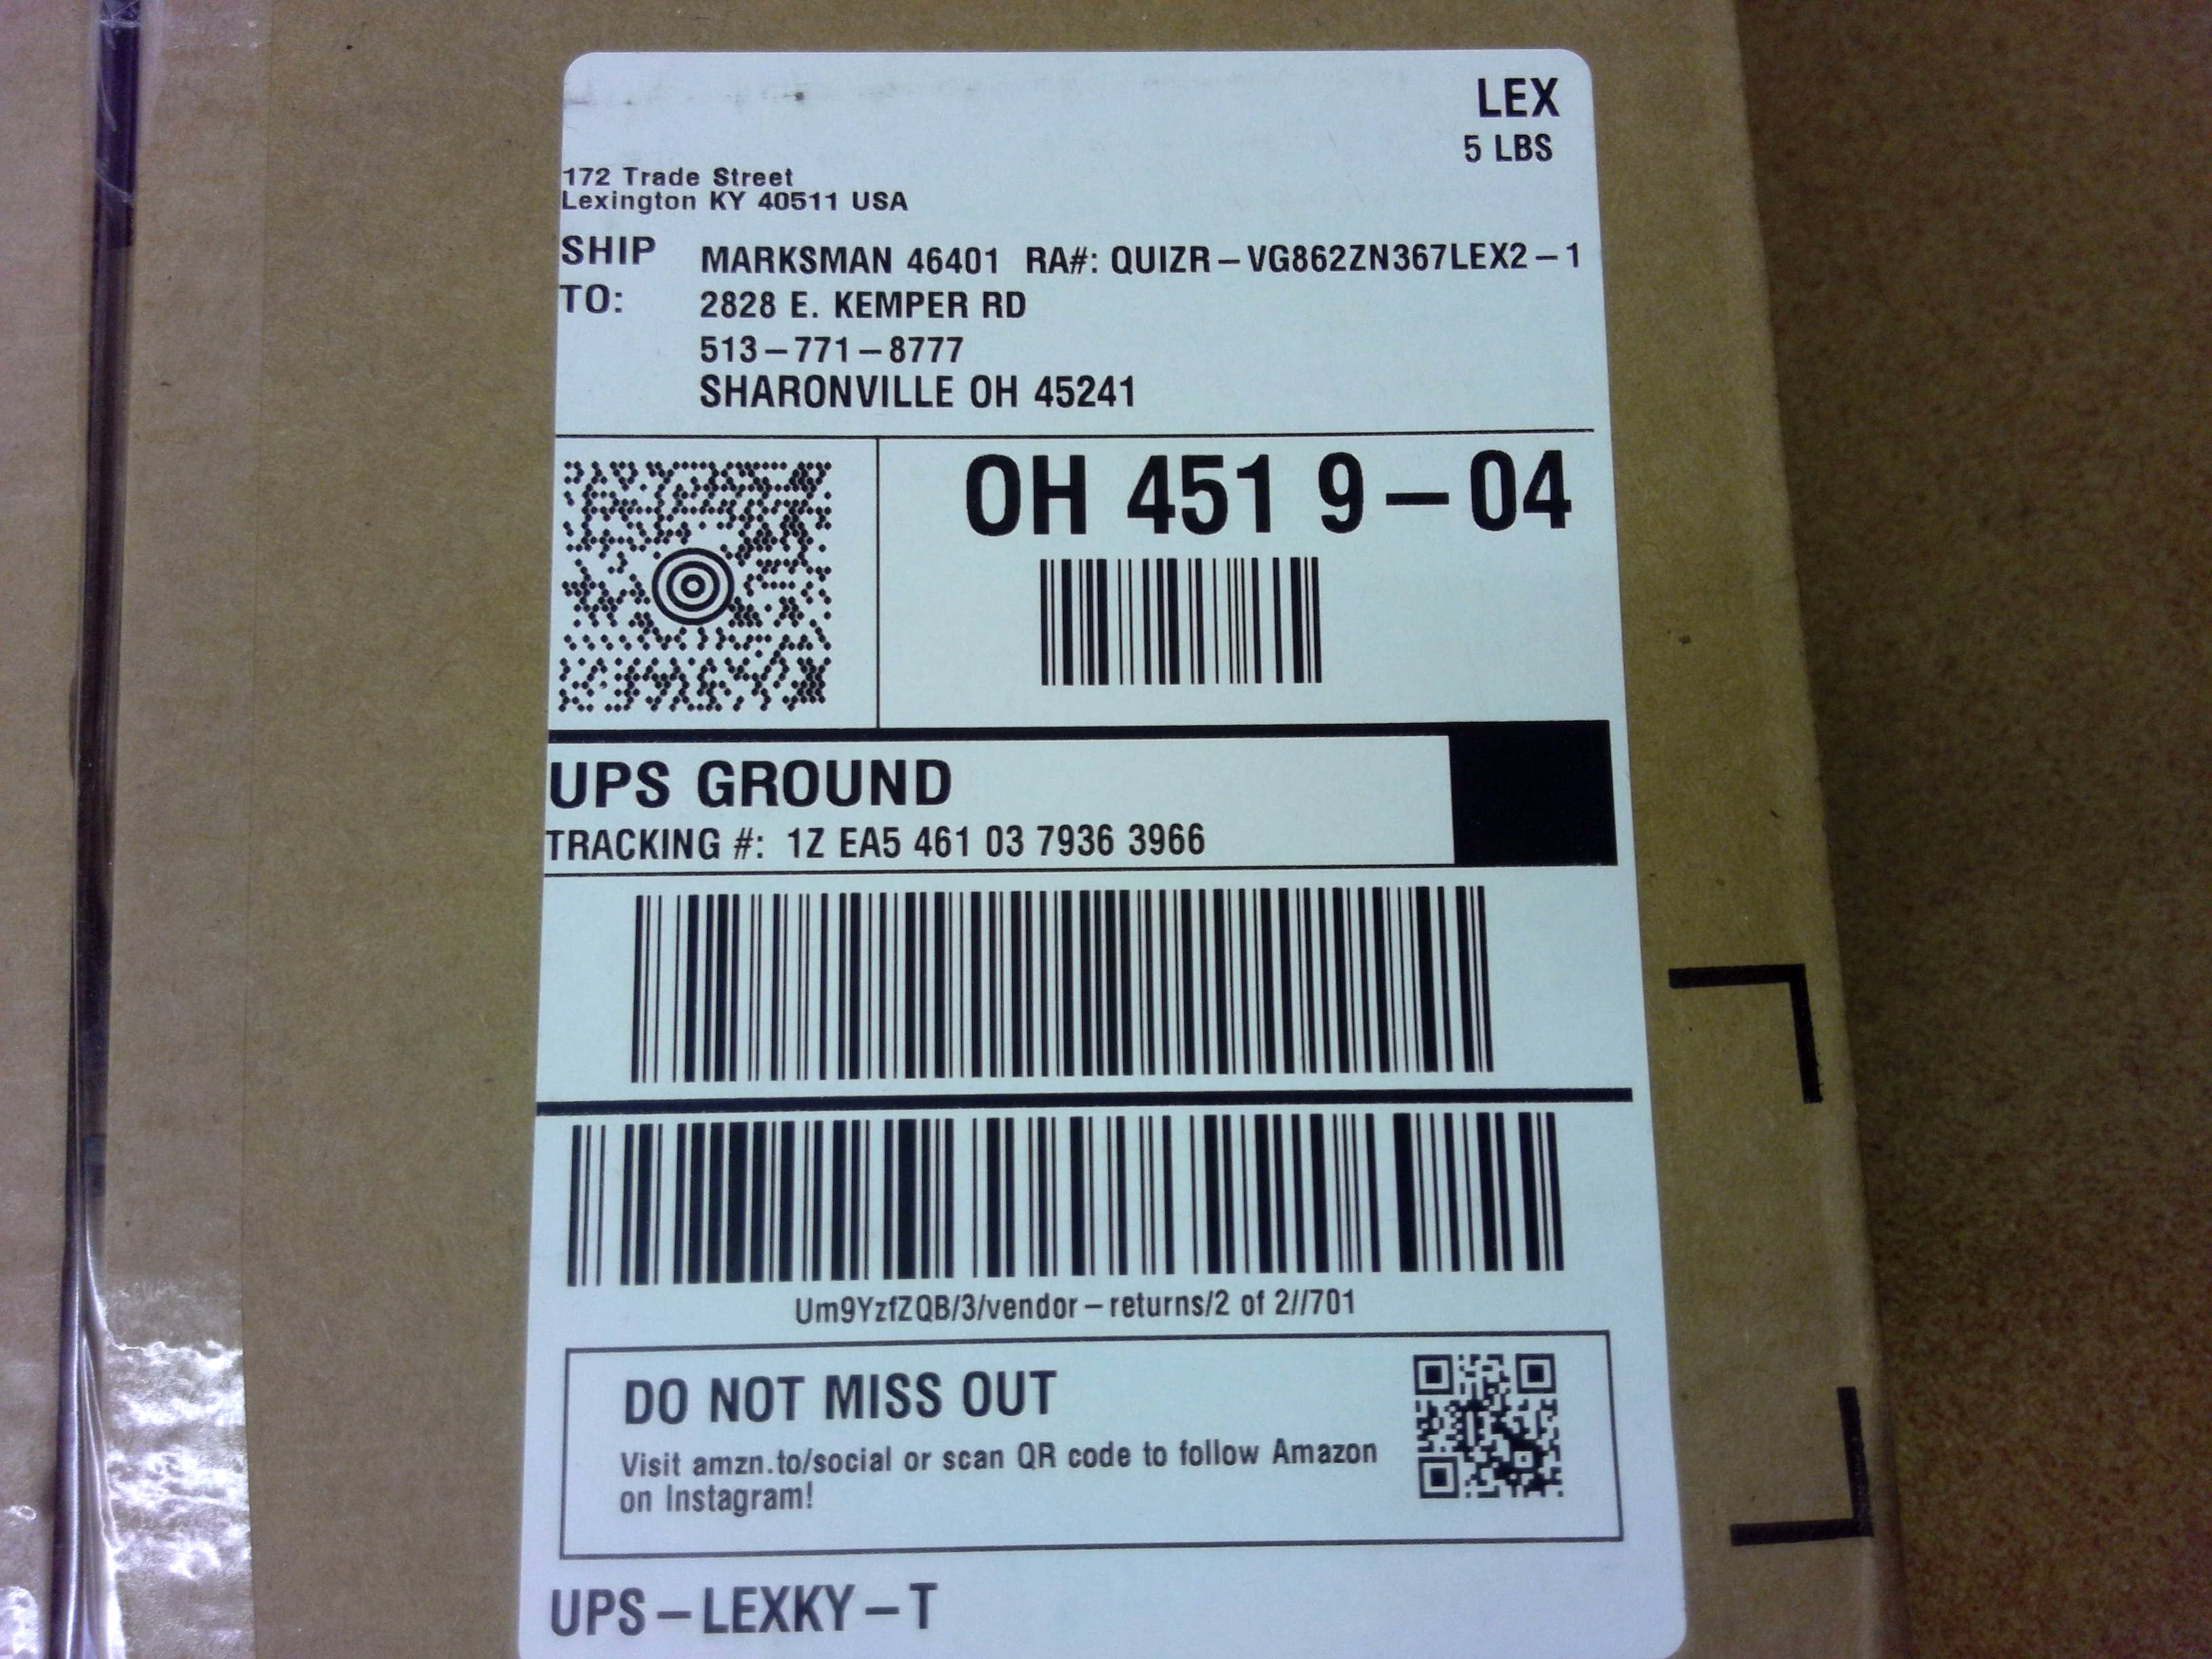 LEX
5 LBS
172 Trade Street
Lexington KY 40511 USA
SHIP TO:
MARKSMAN 46401 RA#: QUIZR-VG862ZN367LEX2-1
2828 E. KEMPER RD
513-771-8777
SHARONVILLE OH 45241
OH 451 9-04
UPS GROUND
TRACKING #: 1Z EA5 461 03 7936 3966
Um9YzfZQB/3/vendor-returns/2 of 2//701
DO NOT MISS OUT
Visit amzn.to/social or scan QR code to follow Amazon
on Instagram!
UPS-LEXKY-T